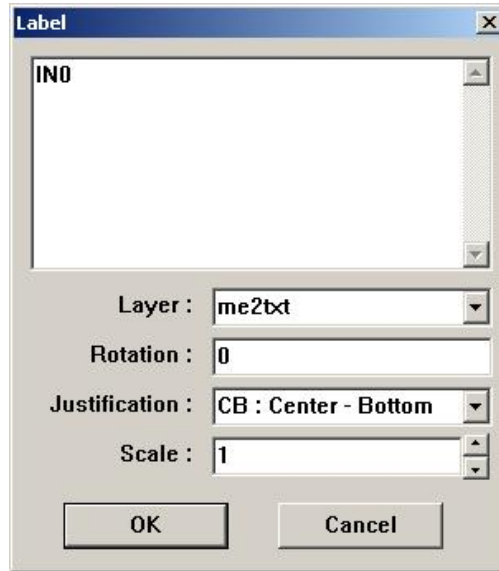 Label
IN0
Layer : me2txt
Rotation : 0
Justification : CB : Center - Bottom
Scale : 1
OK Cancel